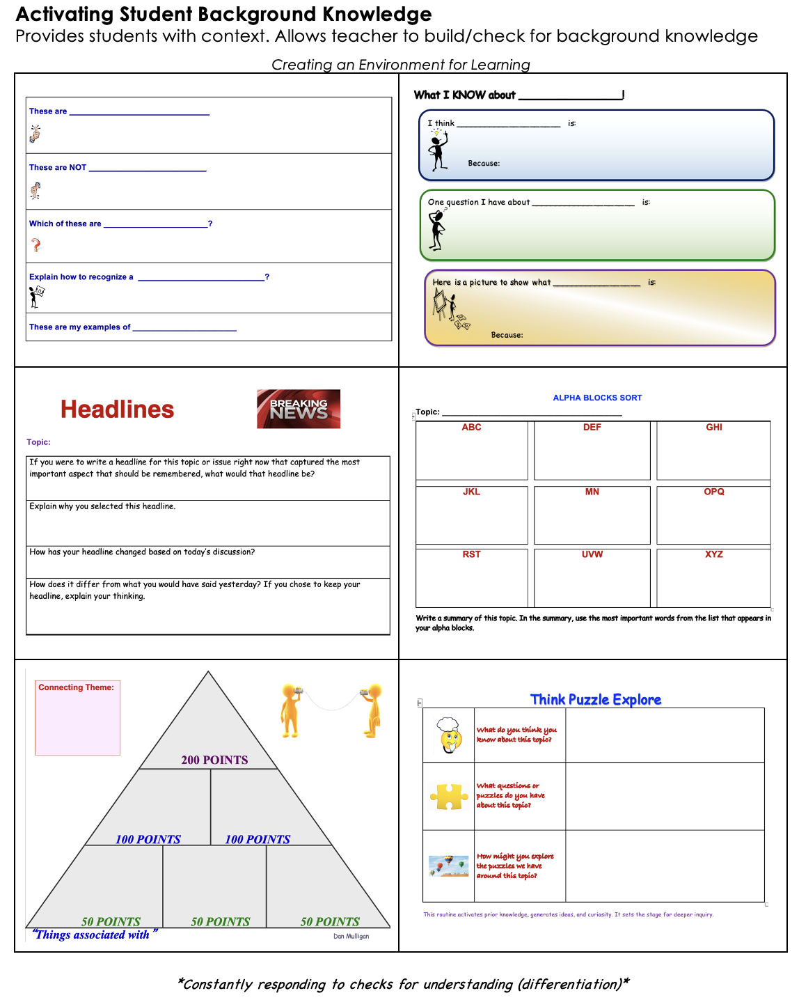 Activating Student Background Knowledge
Provides students with context. Allows teacher to build/check for background knowledge
Creating an Environment for Learning
These are ______________________________
These are NOT _________________________
Which of these are ______________________?
Explain how to recognize a ___________________________?
These are my examples of ______________________
What I KNOW about __________________!
I think ______________________ is:
Because:
One question I have about ______________________ is:
Here is a picture to show what ___________________ is:
Because:
Headlines
BREAKING
NEWS
Topic:
If you were to write a headline for this topic or issue right now that captured the most
important aspect that should be remembered, what would that headline be?
Explain why you selected this headline.
How has your headline changed based on today's discussion?
How does it differ from what you would have said yesterday? If you chose to keep your
headline, explain your thinking.
ALPHA BLOCKS SORT
Topic: ______________________________________
ABC DEF GHI
JKL MN OPQ
RST UVW XYZ
Write a summary of this topic. In the summary, use the most important words from the list that appears in
your alpha blocks.
Connecting Theme:
200 POINTS
100 POINTS 100 POINTS
50 POINTS 50 POINTS 50 POINTS
“Things associated with”
Dan Mulligan
Think Puzzle Explore
What do you think you
know about this topic?
What questions or
puzzles do you have
about this topic?
How might you explore
the puzzles we have
around this topic?
This routine activates prior knowledge, generates ideas, and curiosity. It sets the stage for deeper inquiry.
*Constantly responding to checks for understanding (differentiation)*